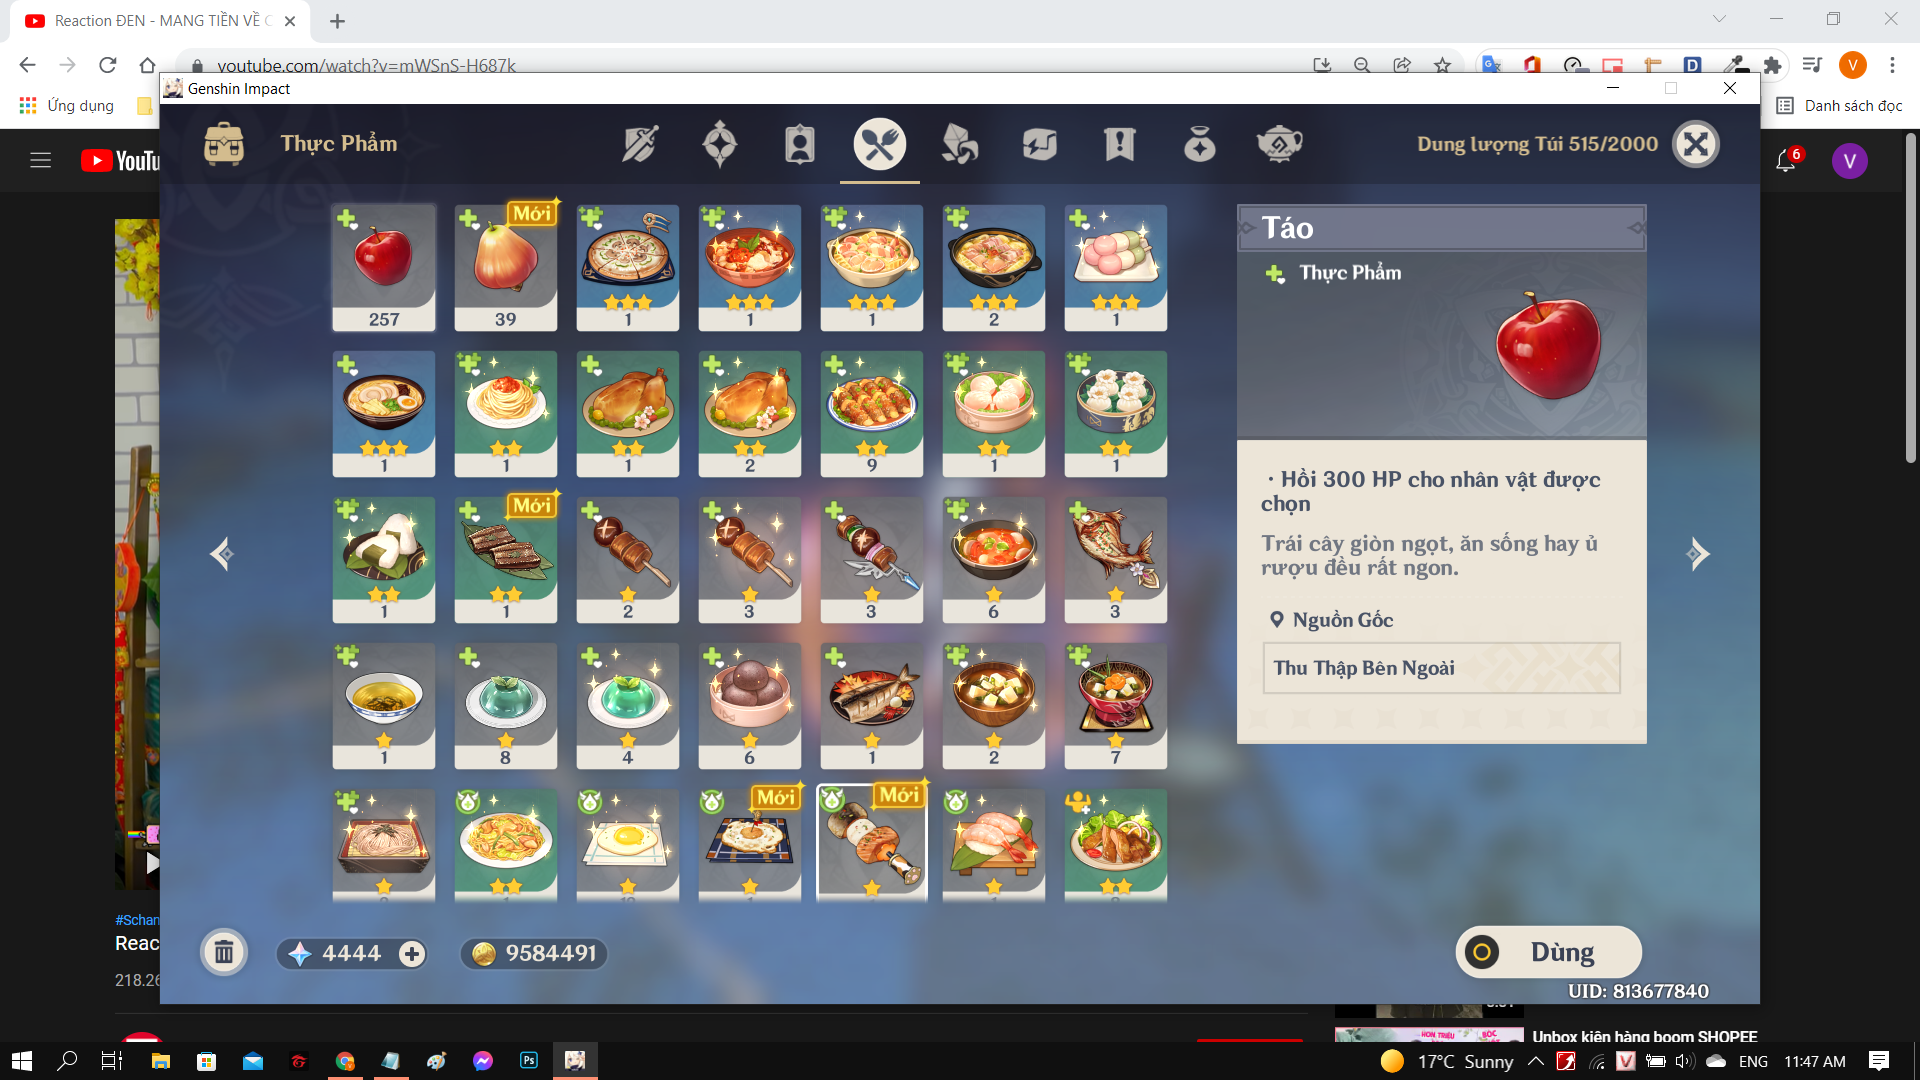 Reaction ĐEN - MANG TIỀN VỀ
youtube.com/watch?v=mWSnS-H687k
Ứng dụng
Danh sách đọc
Genshin Impact
Thực Phẩm
Dung lượng Túi 515/2000
6
V
V
Mới
257
39
1
1
1
2
1
1
1
1
2
9
1
1
Mới
1
1
2
3
3
6
3
1
8
4
6
1
2
7
Mới
Mới
Táo
Thực Phẩm
· Hồi 300 HP cho nhân vật được
chọn
Trái cây giòn ngọt, ăn sống hay ủ
rượu đều rất ngon.
Nguồn Gốc
Thu Thập Bên Ngoài
4444
9584491
Dùng
UID: 813677840
Unbox kiện hàng boom SHOPEE
17°C Sunny
ENG
11:47 AM